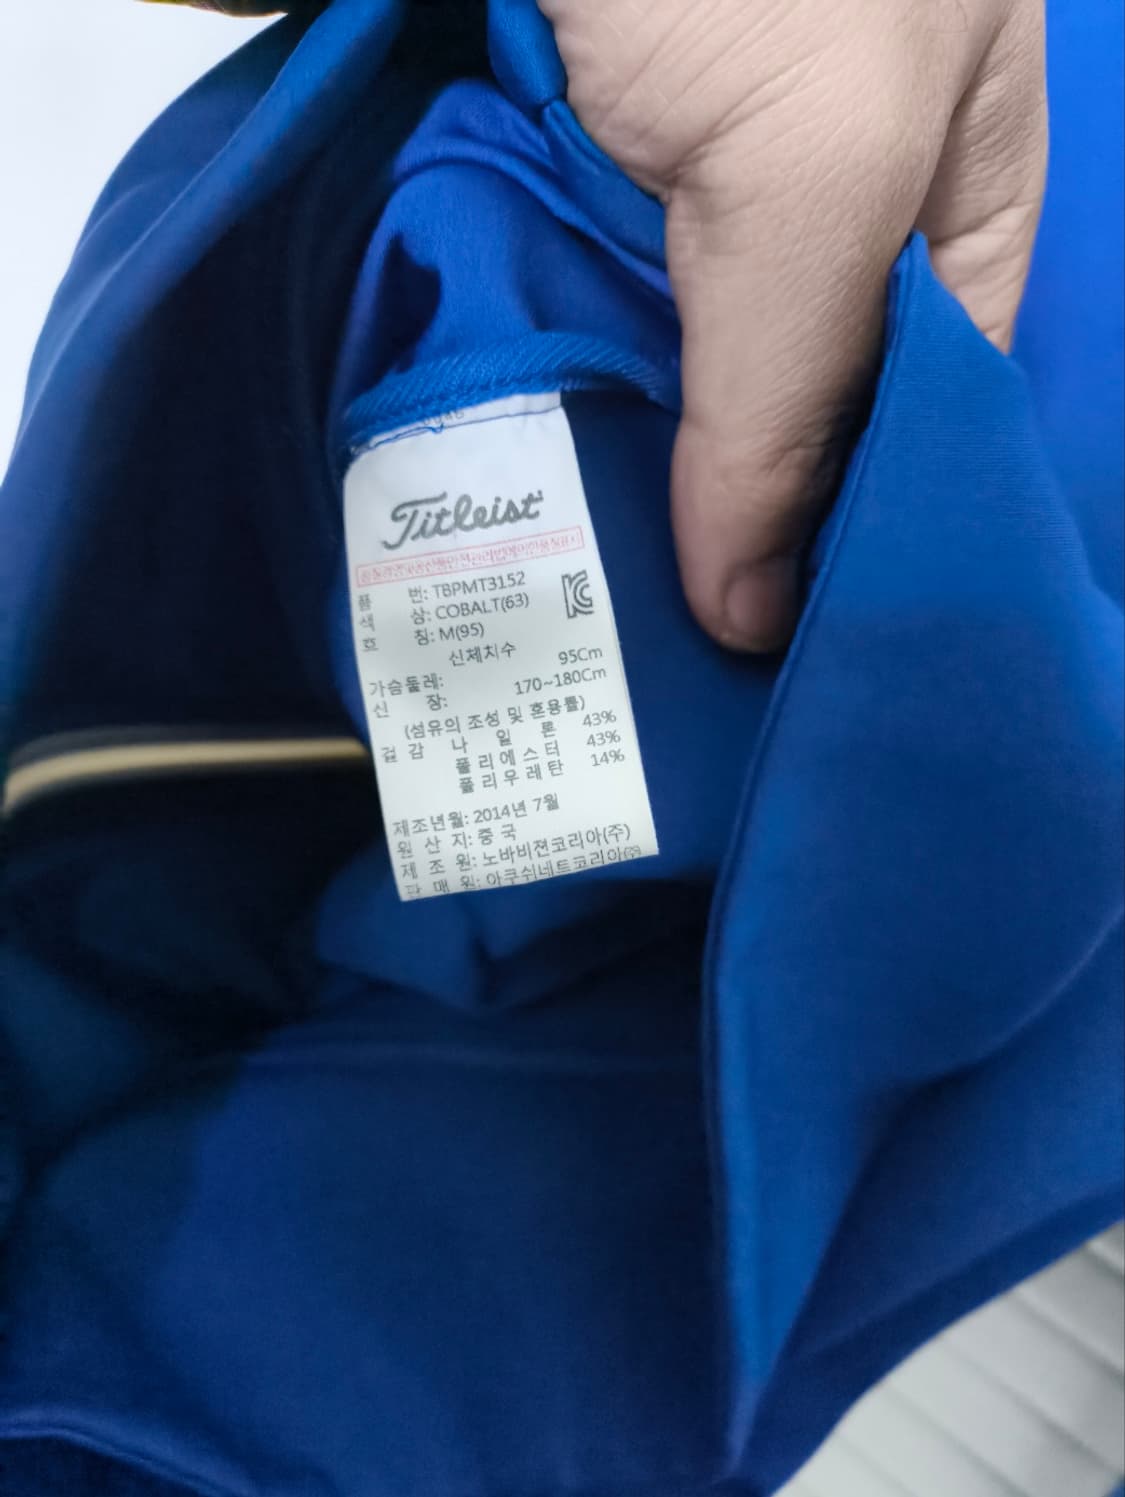 Titleist
품 번: TBPMT3152
색 상: COBALT(63)
호 칭: M(95)
신체치수
가슴둘레: 95Cm
신 장: 170~180Cm
(섬유의 조성 및 혼용률)
겉감 나 일 론 43%
폴리에스터 43%
폴리우레탄 14%
제조년월: 2014년 7월
원 산 지: 중국
제 조 원: 노바비젼코리아(주)
판 매 원: 아쿠쉬네트코리아(주)